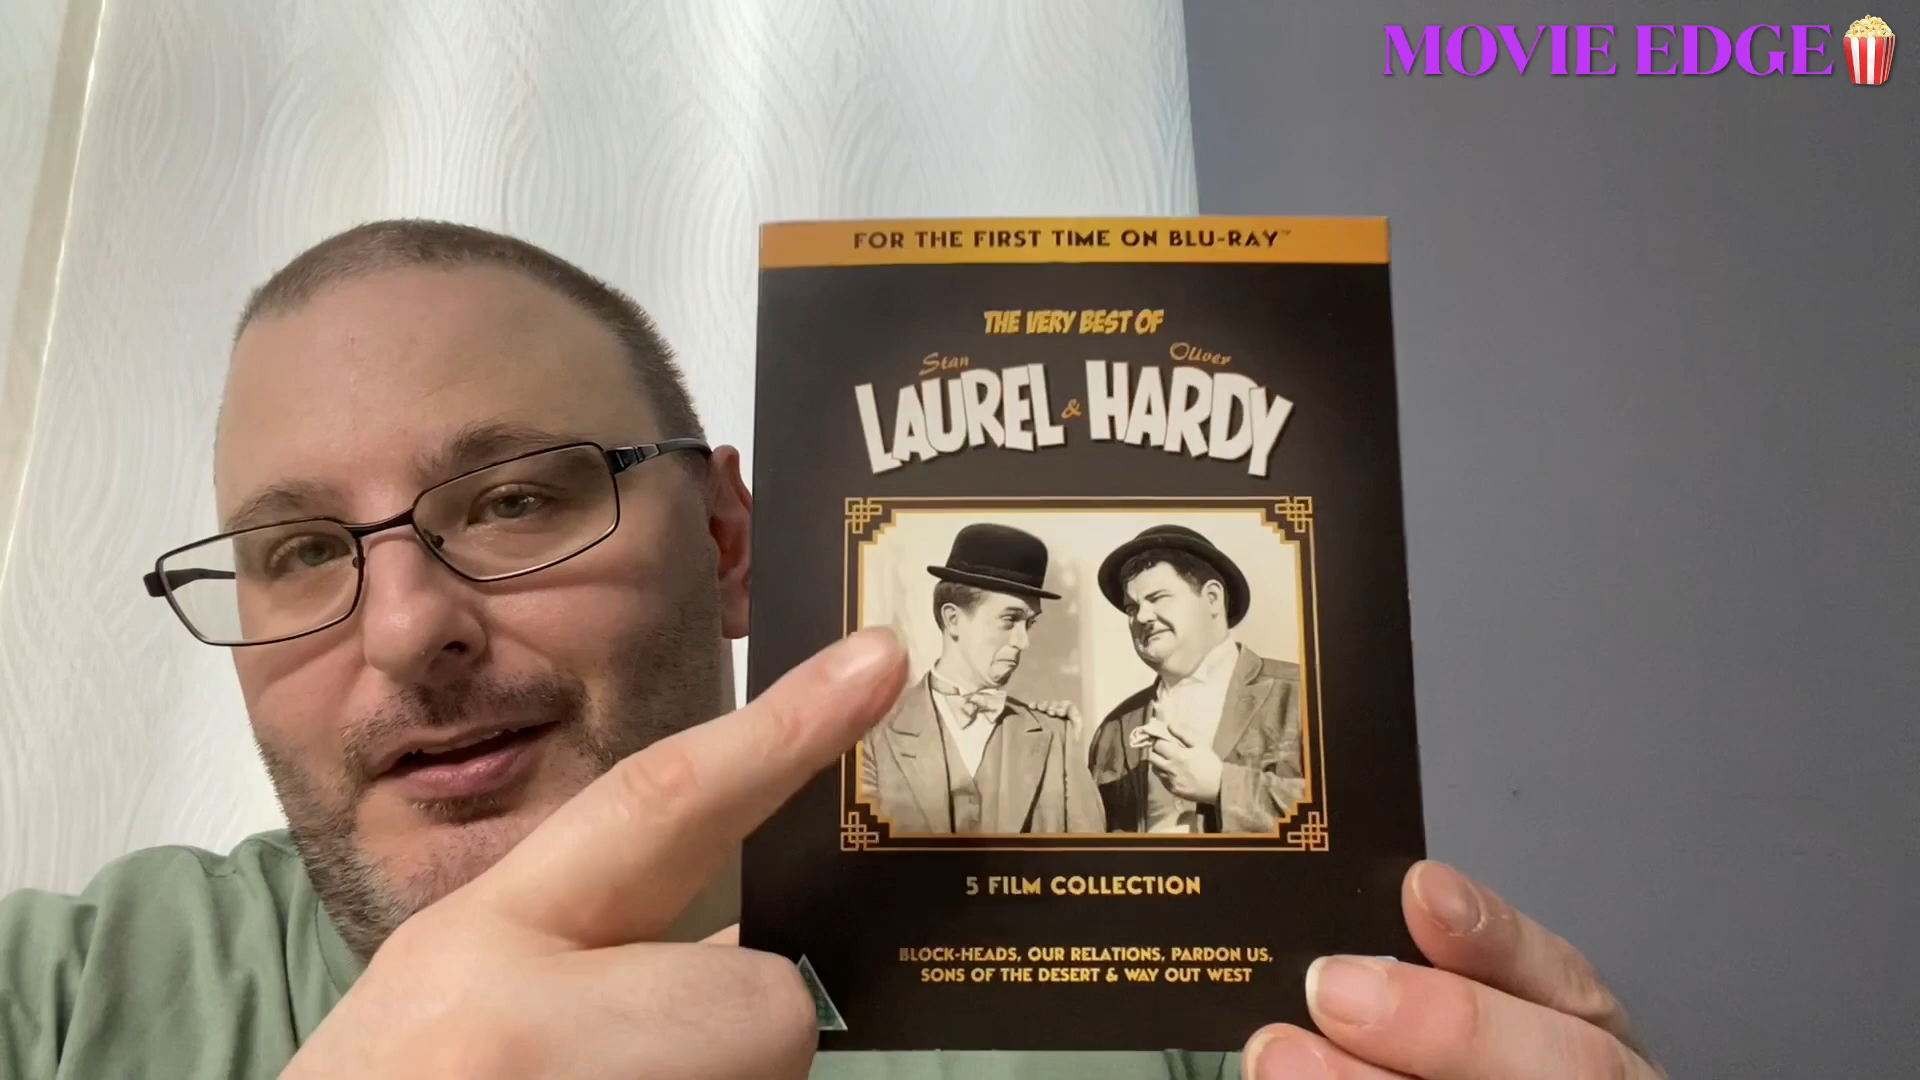 MOVIE EDGE
FOR THE FIRST TIME ON BLU-RAY™
THE VERY BEST OF
Stan Oliver
LAUREL & HARDY
5 FILM COLLECTION
BLOCK-HEADS, OUR RELATIONS, PARDON US,
SONS OF THE DESERT & WAY OUT WEST